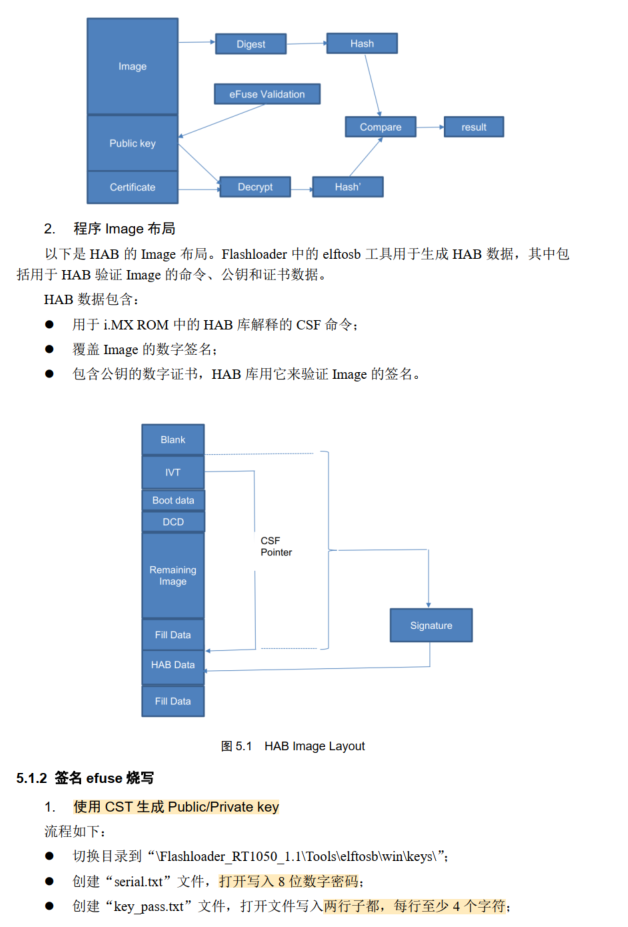 Image
Digest
Hash
eFuse Validation
Public key
Compare
result
Certificate
Decrypt
Hash’
2. 程序 Image 布局
以下是 HAB 的 Image 布局。Flashloader 中的 elftosb 工具用于生成 HAB 数据，其中包
括用于 HAB 验证 Image 的命令、公钥和证书数据。
HAB 数据包含：
● 用于 i.MX ROM 中的 HAB 库解释的 CSF 命令；
● 覆盖 Image 的数字签名；
● 包含公钥的数字证书，HAB 库用它来验证 Image 的签名。
Blank
IVT
Boot data
DCD
CSF
Pointer
Remaining
Image
Signature
Fill Data
HAB Data
Fill Data
图 5.1 HAB Image Layout
5.1.2 签名 efuse 烧写
1. 使用 CST 生成 Public/Private key
流程如下：
● 切换目录到“\Flashloader_RT1050_1.1\Tools\elftosb\win\keys\”；
● 创建“serial.txt”文件，打开写入 8 位数字密码；
● 创建“key_pass.txt”文件，打开文件写入两行子都，每行至少 4 个字符；